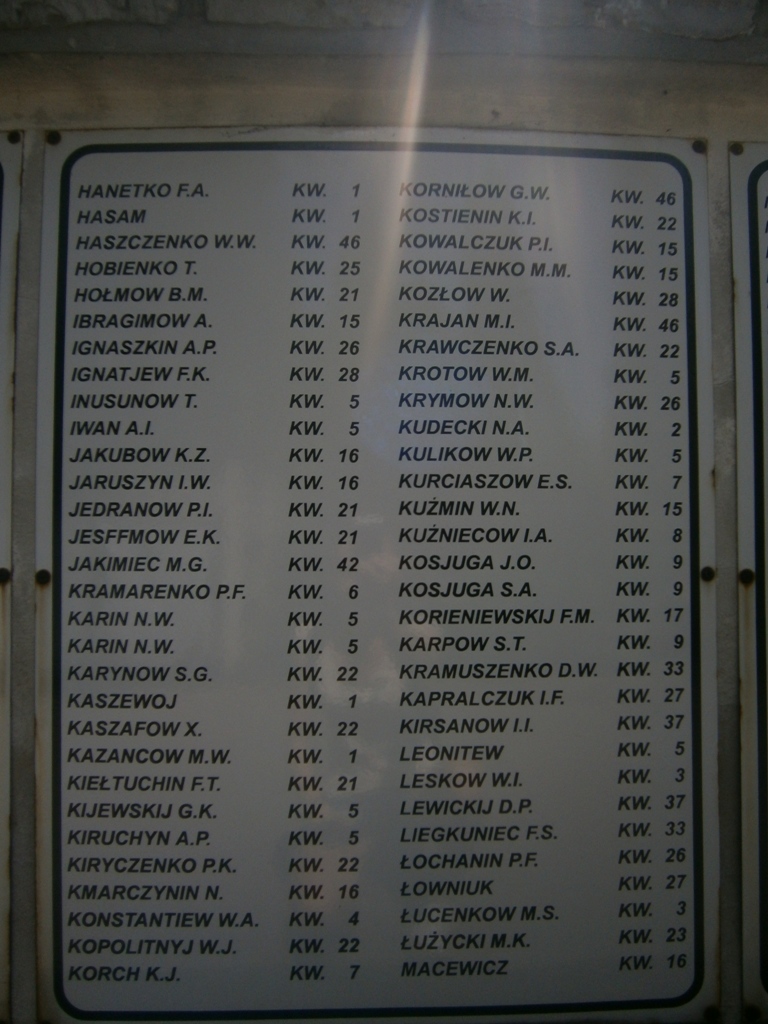 HANETKO F.A. KW. 1
HASAM KW. 1
HASZCZENKO W.W. KW. 46
HOBIENKO T. KW. 25
HOŁMOW B.M. KW. 21
IBRAGIMOW A. KW. 15
IGNASZKIN A.P. KW. 26
IGNATJEW F.K. KW. 28
INUSUNOW T. KW. 5
IWAN A.I. KW. 5
JAKUBOW K.Z. KW. 16
JARUSZYN I.W. KW. 16
JEDRANOW P.I. KW. 21
JESFFMOW E.K. KW. 21
JAKIMIEC M.G. KW. 42
KRAMARENKO P.F. KW. 6
KARIN N.W. KW. 5
KARIN N.W. KW. 5
KARYNOW S.G. KW. 22
KASZEWOJ KW. 1
KASZAFOW X. KW. 22
KAZANCOW M.W. KW. 1
KIEŁTUCHIN F.T. KW. 21
KIJEWSKIJ G.K. KW. 5
KIRUCHYN A.P. KW. 5
KIRYCZENKO P.K. KW. 22
KMARCZYNIN N. KW. 16
KONSTANTIEW W.A. KW. 4
KOPOLITNYJ W.J. KW. 22
KORCH K.J. KW. 7
KORNIŁOW G.W. KW. 46
KOSTIENIN K.I. KW. 22
KOWALCZUK P.I. KW. 15
KOWALENKO M.M. KW. 15
KOZŁOW W. KW. 28
KRAJAN M.I. KW. 46
KRAWCZENKO S.A. KW. 22
KROTOW W.M. KW. 5
KRYMOW N.W. KW. 26
KUDECKI N.A. KW. 2
KULIKOW W.P. KW. 5
KURCIASZOW E.S. KW. 7
KUŹMIN W.N. KW. 15
KUŹNIECOW I.A. KW. 8
KOSJUGA J.O. KW. 9
KOSJUGA S.A. KW. 9
KORIENIEWSKIJ F.M. KW. 17
KARPOW S.T. KW. 9
KRAMUSZENKO D.W. KW. 33
KAPRALCZUK I.F. KW. 27
KIRSANOW I.I. KW. 37
LEONITEW KW. 5
LESKOW W.I. KW. 3
LEWICKIJ D.P. KW. 37
LIEGKUNIEC F.S. KW. 33
ŁOCHANIN P.F. KW. 26
ŁOWNIUK KW. 27
ŁUCENKOW M.S. KW. 3
ŁUŻYCKI M.K. KW. 23
MACEWICZ KW. 16